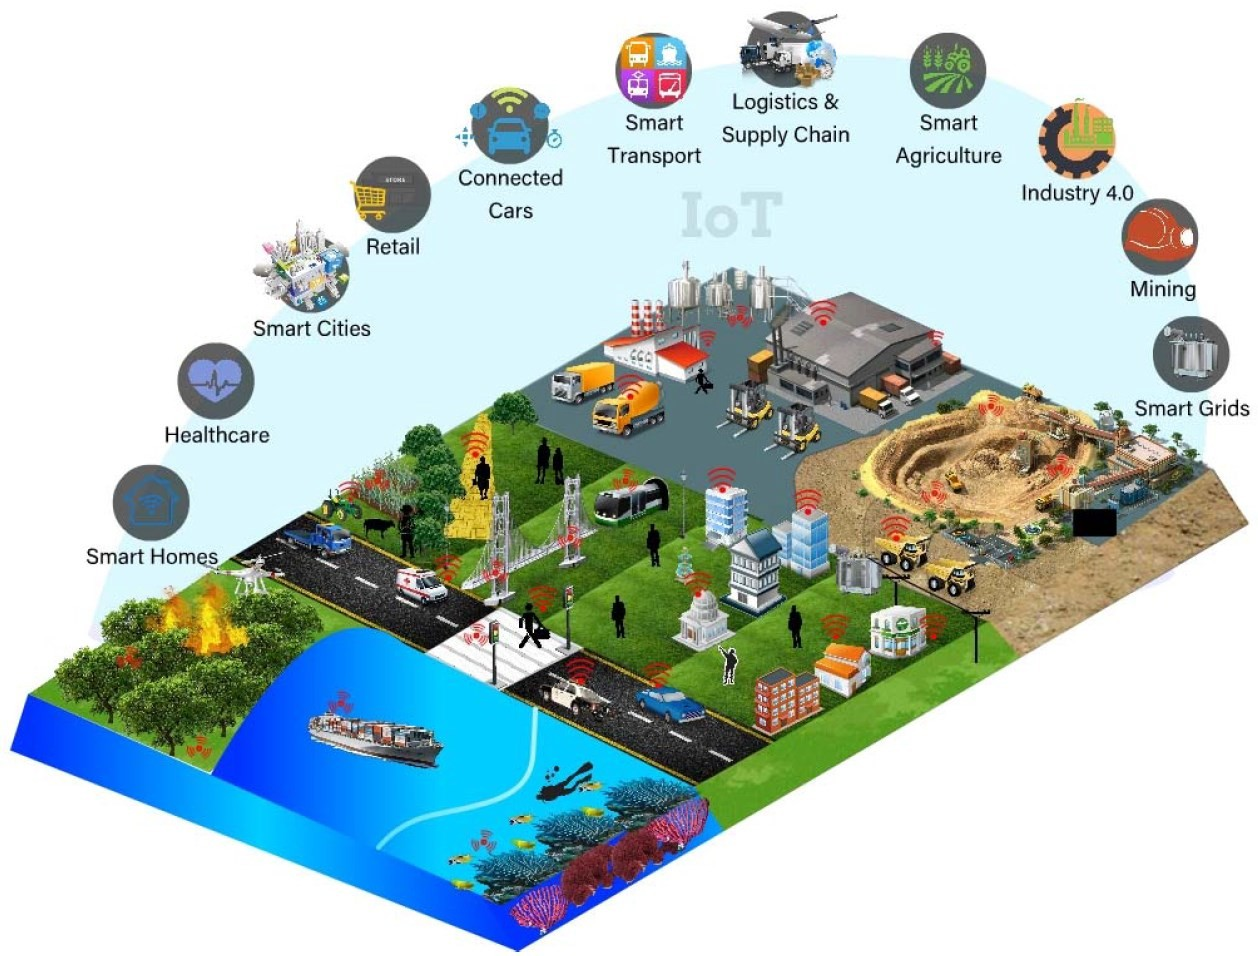 Logistics &
Supply Chain
Smart
Transport
Smart
Agriculture
Connected
Cars
Industry 4.0
STORE
Retail
IoT
Mining
Smart Cities
Smart Grids
Healthcare
Smart Homes